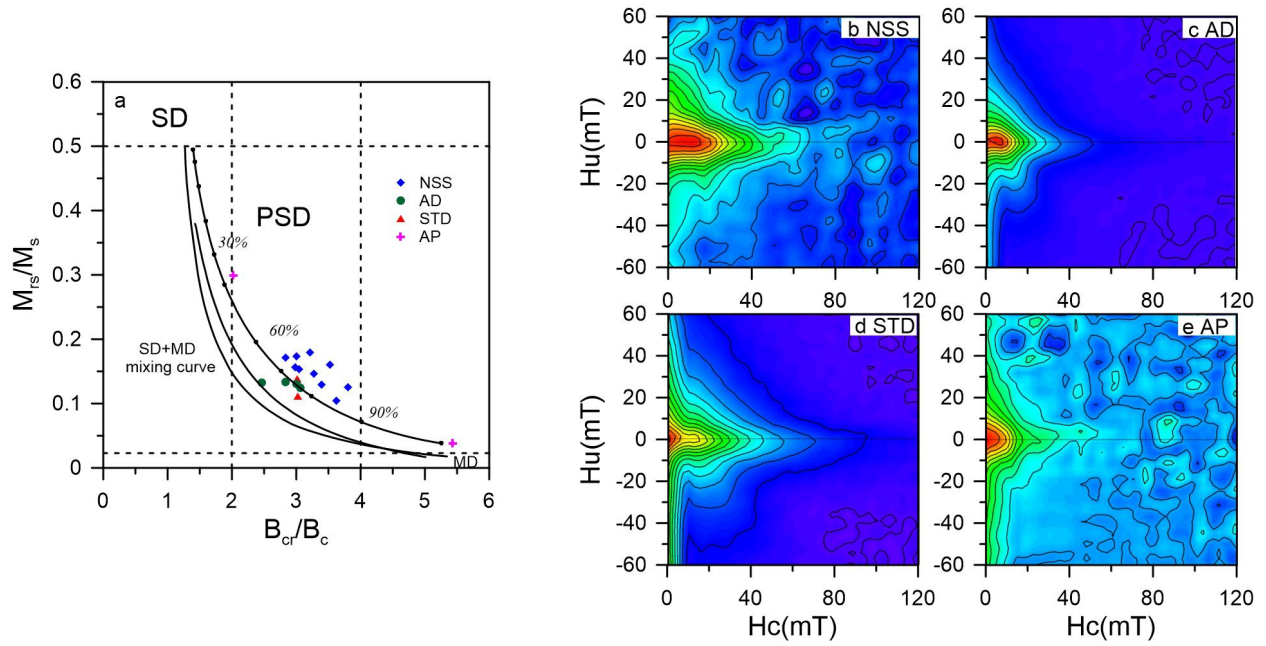 a
SD
PSD
NSS
AD
STD
AP
30%
60%
90%
SD+MD
mixing curve
MD
0.6
0.5
0.4
0.3
0.2
0.1
0
0 1 2 3 4 5 6
Mrs/Ms
Bcr/Bc
b NSS
60
40
20
0
-20
-40
-60
0 40 80 120
Hu(mT)
c AD
60
40
20
0
-20
-40
-60
0 40 80 120
d STD
60
40
20
0
-20
-40
-60
0 40 80 120
Hu(mT)
Hc(mT)
e AP
60
40
20
0
-20
-40
-60
0 40 80 120
Hc(mT)